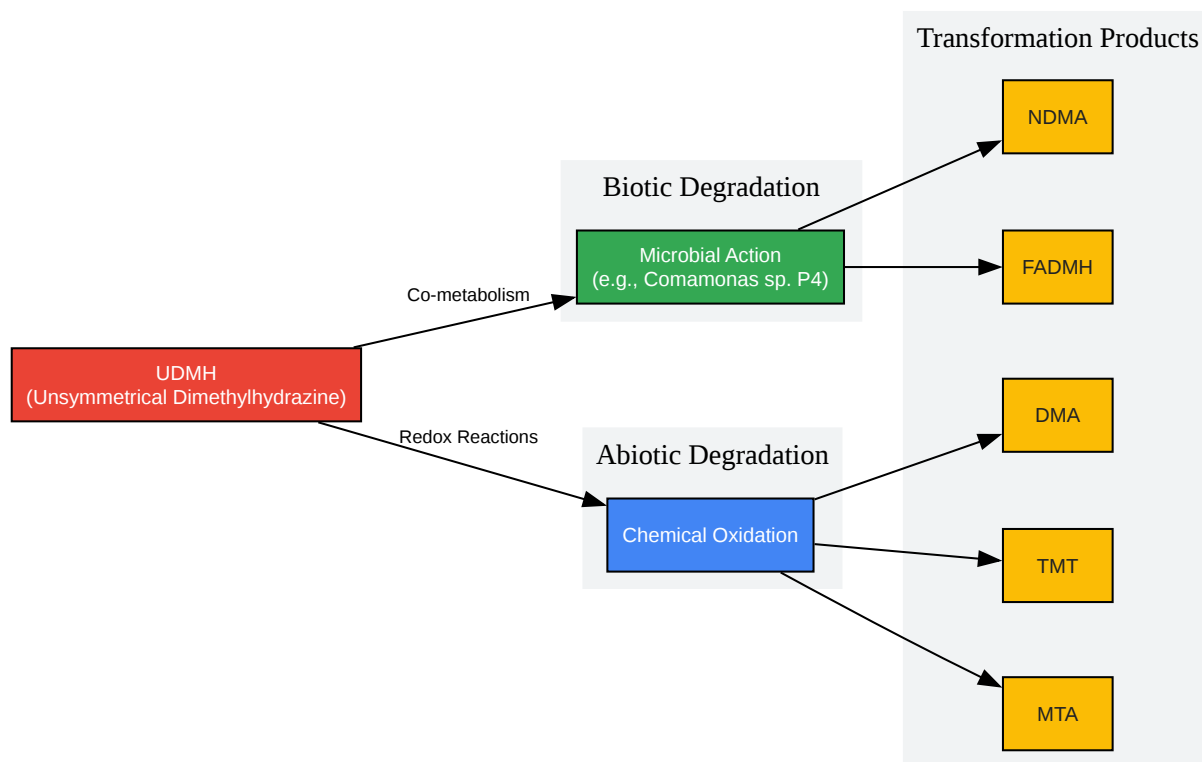 Transformation Products
NDMA
Biotic Degradation
Microbial Action
(e.g., Comamonas sp. P4)
FADMH
Co-metabolism
UDMH
(Unsymmetrical Dimethylhydrazine)
DMA
Redox Reactions
Abiotic Degradation
Chemical Oxidation
TMT
MTA